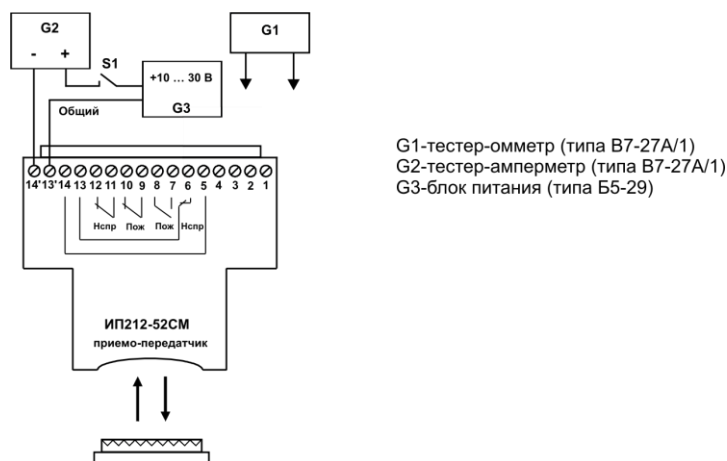 G2
- +
S1
G1
+10 ... 30 В
G3
Общий
G1-тестер-омметр (типа В7-27А/1)
G2-тестер-амперметр (типа В7-27А/1)
G3-блок питания (типа Б5-29)
14' 13' 14 13 12 11 10 9 8 7 6 5 4 3 2 1
Нспр Пож Пож Нспр
ИП212-52СМ
приемо-передатчик